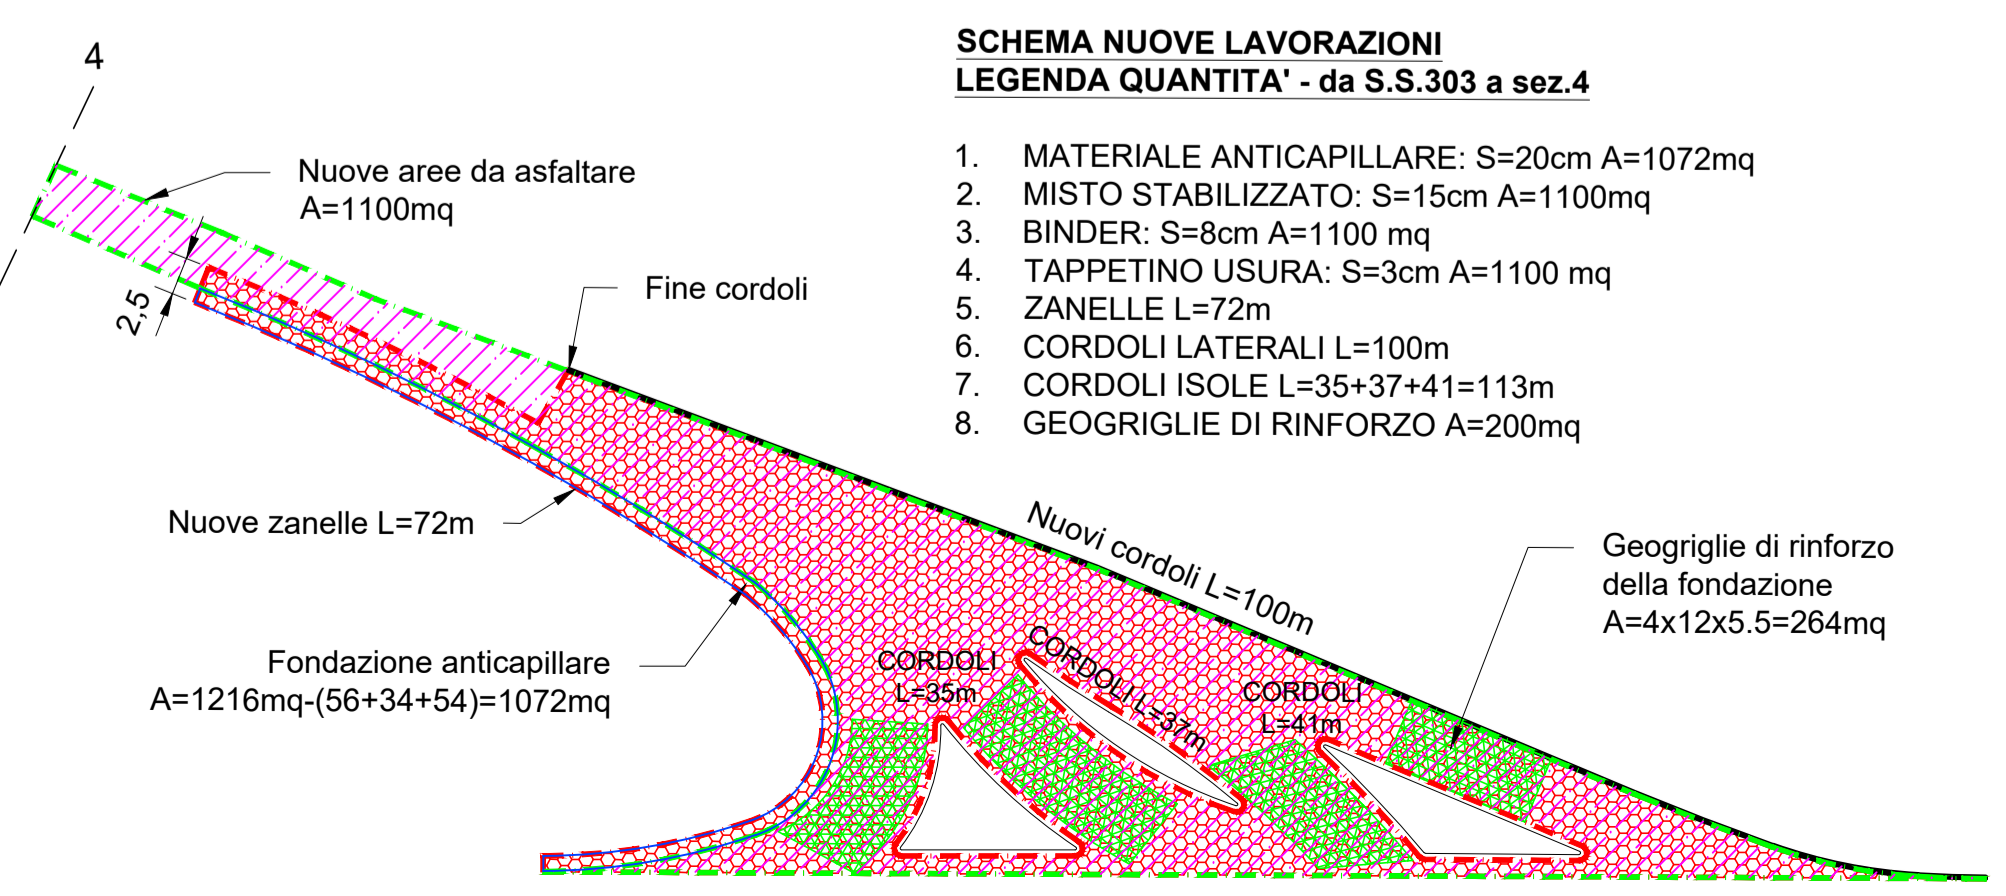 SCHEMA NUOVE LAVORAZIONI
LEGENDA QUANTITA' - da S.S.303 a sez.4
1. MATERIALE ANTICAPILLARE: S=20cm A=1072mq
2. MISTO STABILIZZATO: S=15cm A=1100mq
3. BINDER: S=8cm A=1100 mq
4. TAPPETINO USURA: S=3cm A=1100 mq
5. ZANELLE L=72m
6. CORDOLI LATERALI L=100m
7. CORDOLI ISOLE L=35+37+41=113m
8. GEOGRIGLIE DI RINFORZO A=200mq
4
Nuove aree da asfaltare
A=1100mq
Fine cordoli
2,5
Nuove zanelle L=72m
Nuovi cordoli L=100m
Geogriglie di rinforzo
della fondazione
A=4x12x5.5=264mq
Fondazione anticapillare
A=1216mq-(56+34+54)=1072mq
CORDOLI
L=35m
CORDOLI L=37m
CORDOLI
L=41m